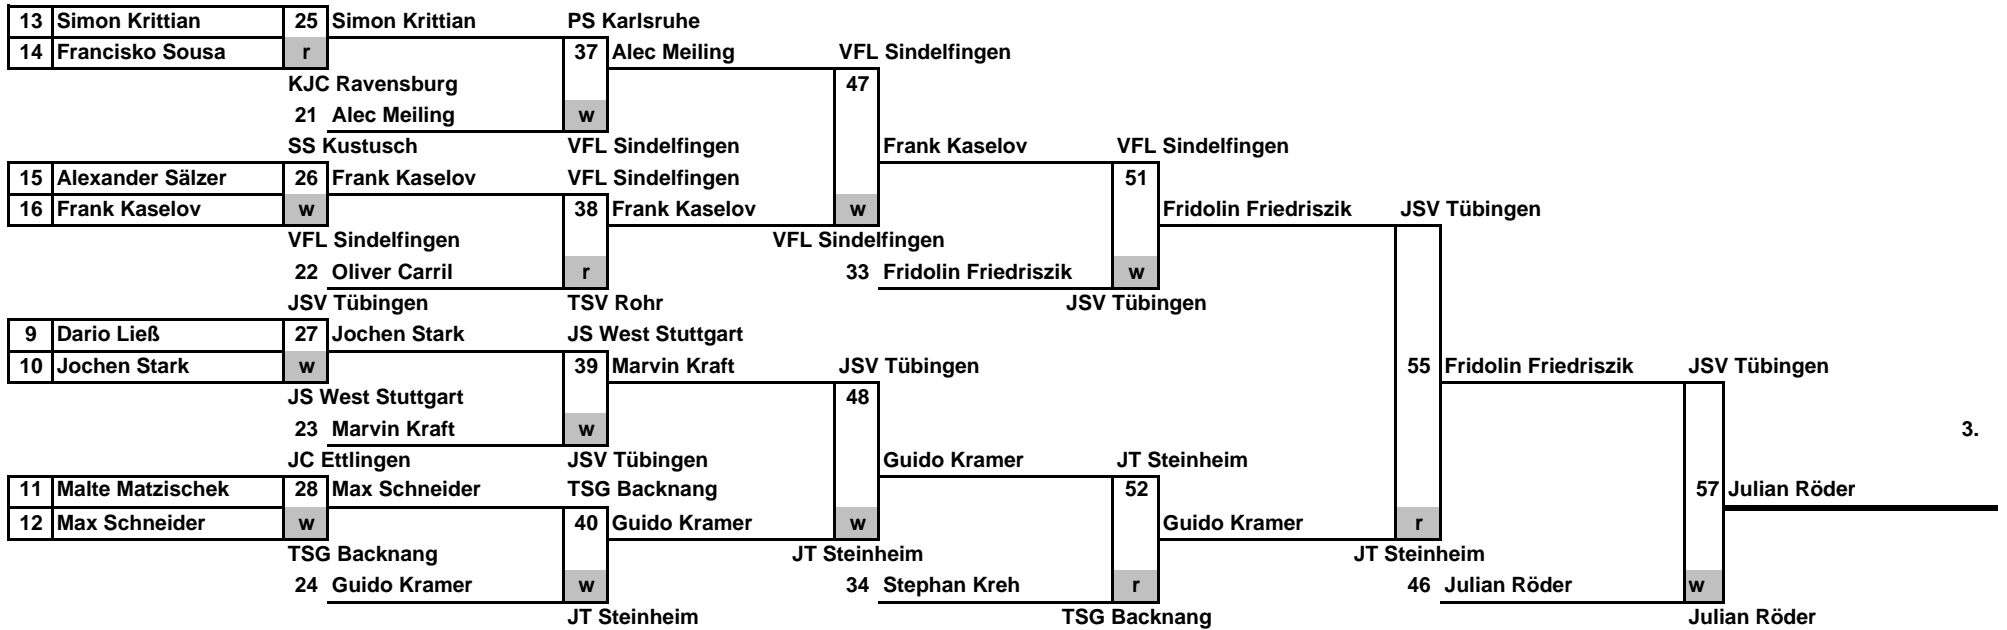 13 Simon Krittian 25 Simon Krittian PS Karlsruhe
14 Francisko Sousa r 37 Alec Meiling VFL Sindelfingen
KJC Ravensburg 47
21 Alec Meiling w
SS Kustusch VFL Sindelfingen Frank Kaselov VFL Sindelfingen
15 Alexander Sälzer 26 Frank Kaselov VFL Sindelfingen 51
16 Frank Kaselov w 38 Frank Kaselov w Fridolin Friedriszik JSV Tübingen
VFL Sindelfingen VFL Sindelfingen
22 Oliver Carril r 33 Fridolin Friedriszik w
JSV Tübingen TSV Rohr JSV Tübingen
9 Dario Ließ 27 Jochen Stark JS West Stuttgart
10 Jochen Stark w 39 Marvin Kraft JSV Tübingen 55 Fridolin Friedriszik JSV Tübingen
JS West Stuttgart 48
23 Marvin Kraft w 3.
JC Ettlingen JSV Tübingen Guido Kramer JT Steinheim
11 Malte Matzischek 28 Max Schneider TSG Backnang 52 57 Julian Röder
12 Max Schneider w 40 Guido Kramer w Guido Kramer r
TSG Backnang JT Steinheim JT Steinheim
24 Guido Kramer w 34 Stephan Kreh r 46 Julian Röder w
JT Steinheim TSG Backnang Julian Röder